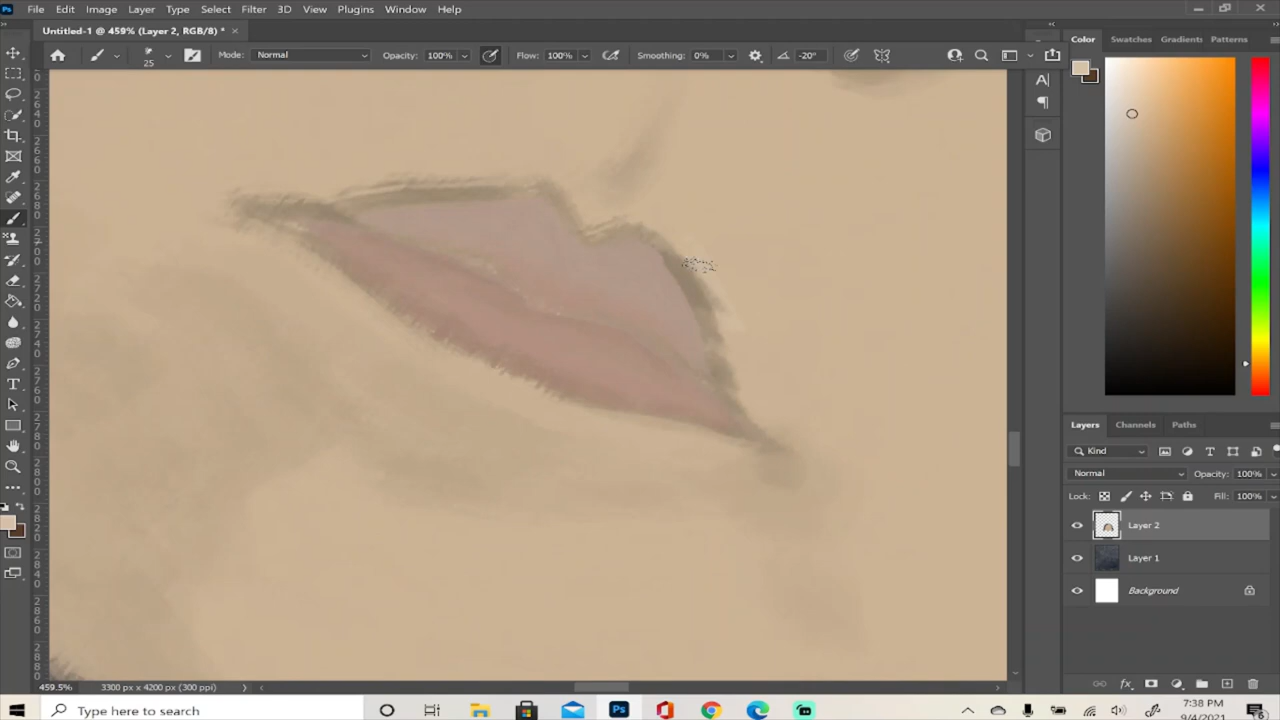 File Edit Image Layer Type Select Filter 3D View Plugins Window Help
Untitled-1 @ 459% (Layer 2, RGB/8) *
25 Mode: Normal Opacity: 100% Flow: 100% Smoothing: 0% -20°
Color Swatches Gradients Patterns
Layers Channels Paths
Kind
Normal Opacity: 100%
Lock: Fill: 100%
Layer 2
Layer 1
Background
459.5% 3300 px x 4200 px (300 ppi)
Type here to search
7:38 PM